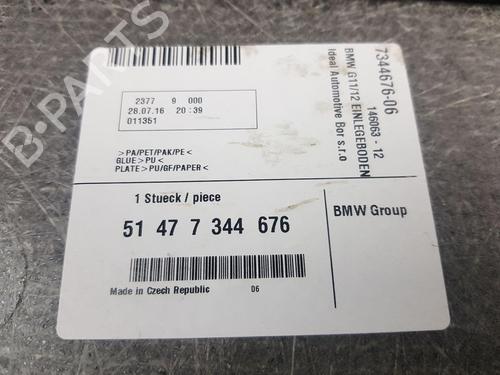 2377 9 000
28.07.16 20:39
011351
>PA/PET/PAK/PE<
GLUE >PU<
PLATE >PU/GF/PAPER<
1 Stueck / piece
51 47 7 344 676
Made in Czech Republic 06
7344676-06
146063 - 12
BMW G11/12 EINLEGEBODEN
Ideal Automotive Bor s.r.o
BMW Group
B-PARTS